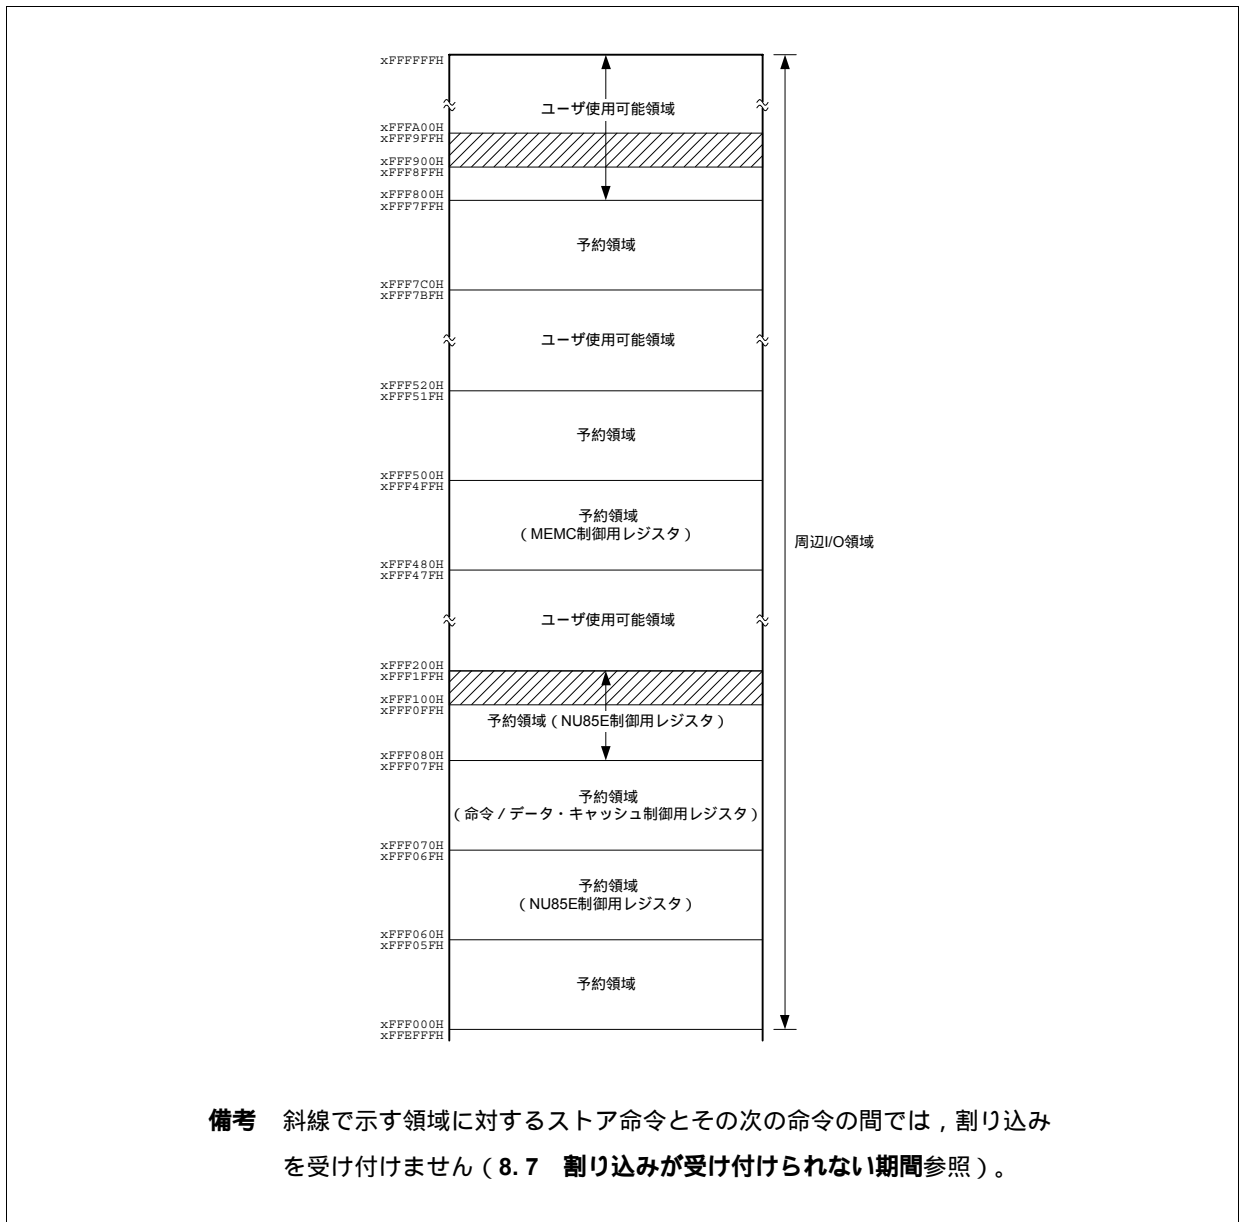 xFFFFFFH
ユーザ使用可能領域
xFFFA00H
xFFF9FFH
xFFF900H
xFFF8FFH
xFFF800H
xFFF7FFH
予約領域
xFFF7C0H
xFFF7BFH
ユーザ使用可能領域
xFFF520H
xFFF51FH
予約領域
xFFF500H
xFFF4FFH
予約領域
(MEMC制御用レジスタ)
周辺I/O領域
xFFF480H
xFFF47FH
ユーザ使用可能領域
xFFF200H
xFFF1FFH
xFFF100H
xFFF0FFH
予約領域(NU85E制御用レジスタ)
xFFF080H
xFFF07FH
予約領域
(命令/データ・キャッシュ制御用レジスタ)
xFFF070H
xFFF06FH
予約領域
(NU85E制御用レジスタ)
xFFF060H
xFFF05FH
予約領域
xFFF000H
xFFEFFFH
備考 斜線で示す領域に対するストア命令とその次の命令の間では,割り込み
を受け付けません(8.7 割り込みが受け付けられない期間参照)。